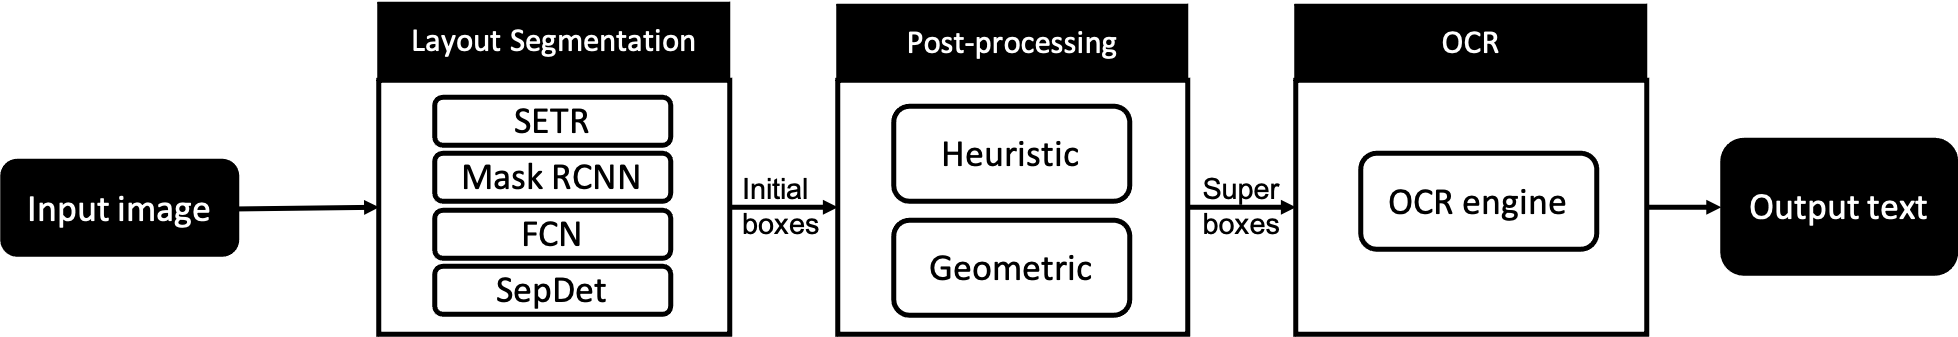 Layout Segmentation
Post-processing
OCR
SETR
Mask RCNN
FCN
SepDet
Heuristic
Geometric
OCR engine
Input image
Initial
boxes
Super
boxes
Output text